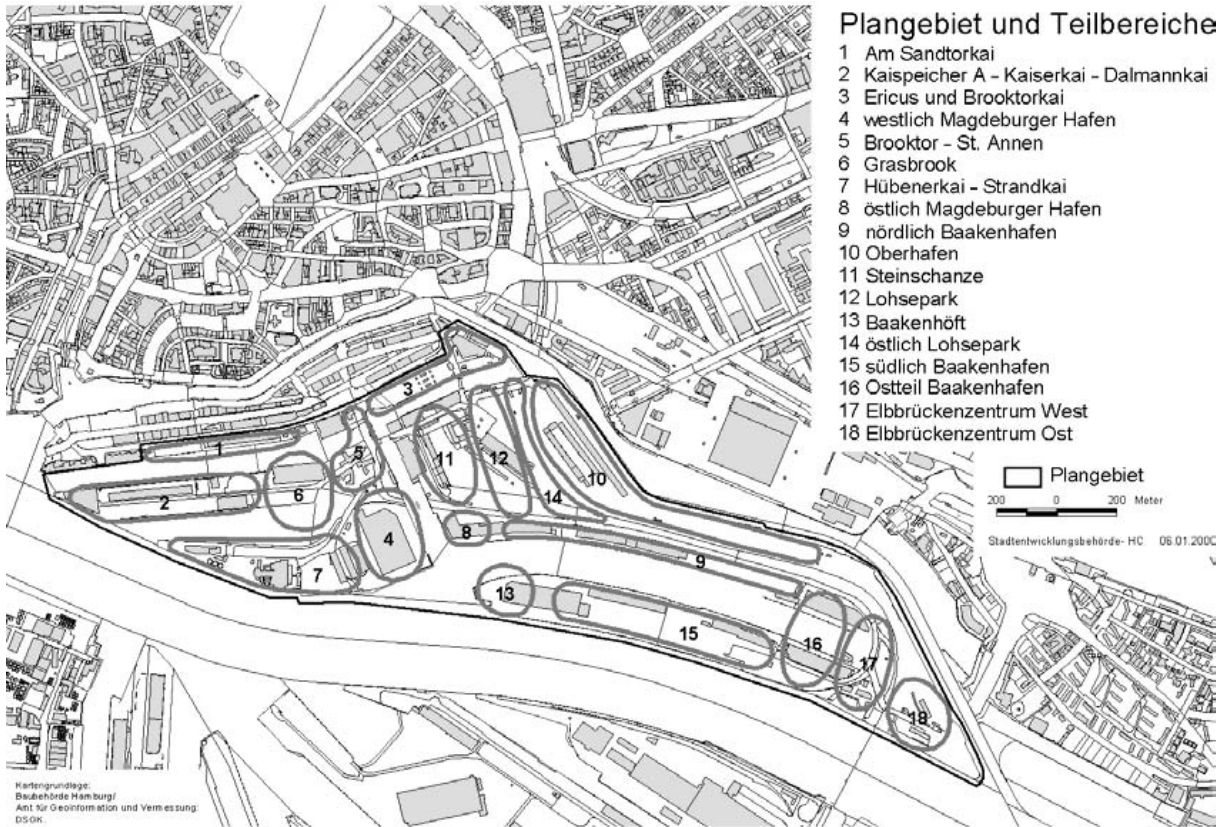 Plangebiet und Teilbereiche
1 Am Sandtorkai
2 Kaispeicher A - Kaiserkai - Dalmannkai
3 Ericus und Brooktorkai
4 westlich Magdeburger Hafen
5 Brooktor - St. Annen
6 Grasbrook
7 Hübenerkai - Strandkai
8 östlich Magdeburger Hafen
9 nördlich Baakenhafen
10 Oberhafen
11 Steinschanze
12 Lohsepark
13 Baakenhöft
14 östlich Lohsepark
15 südlich Baakenhafen
16 Ostteil Baakenhafen
17 Elbbrückenzentrum West
18 Elbbrückenzentrum Ost
Plangebiet
200 0 200 Meter
Stadtentwicklungsbehörde- HC 06.01.2000
3
1
5
11
12
10
2
6
14
4
8
9
7
13
15
16
17
18
Kartengrundlage:
Baubehörde Hamburg/
Amt für Geoinformation und Vermessung:
DSGK.